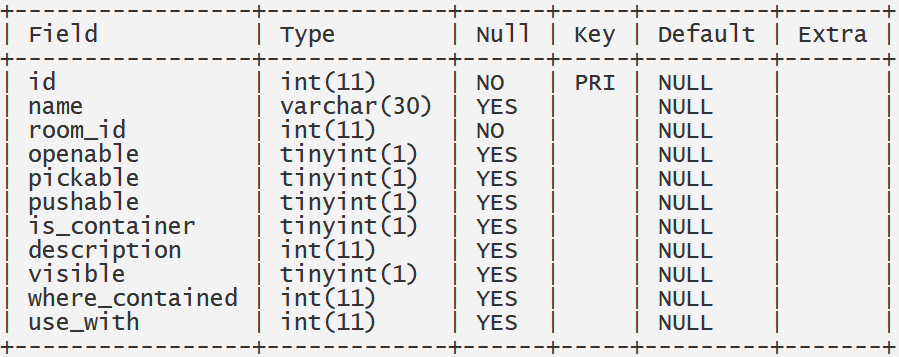 +-----------------+-------------+------+-----+---------+-------+
| Field           | Type        | Null | Key | Default | Extra |
+-----------------+-------------+------+-----+---------+-------+
| id              | int(11)     | NO   | PRI | NULL    |       |
| name            | varchar(30) | YES  |     | NULL    |       |
| room_id         | int(11)     | NO   |     | NULL    |       |
| openable        | tinyint(1)  | YES  |     | NULL    |       |
| pickable        | tinyint(1)  | YES  |     | NULL    |       |
| pushable        | tinyint(1)  | YES  |     | NULL    |       |
| is_container    | tinyint(1)  | YES  |     | NULL    |       |
| description     | int(11)     | YES  |     | NULL    |       |
| visible         | tinyint(1)  | YES  |     | NULL    |       |
| where_contained | int(11)     | YES  |     | NULL    |       |
| use_with        | int(11)     | YES  |     | NULL    |       |
+-----------------+-------------+------+-----+---------+-------+